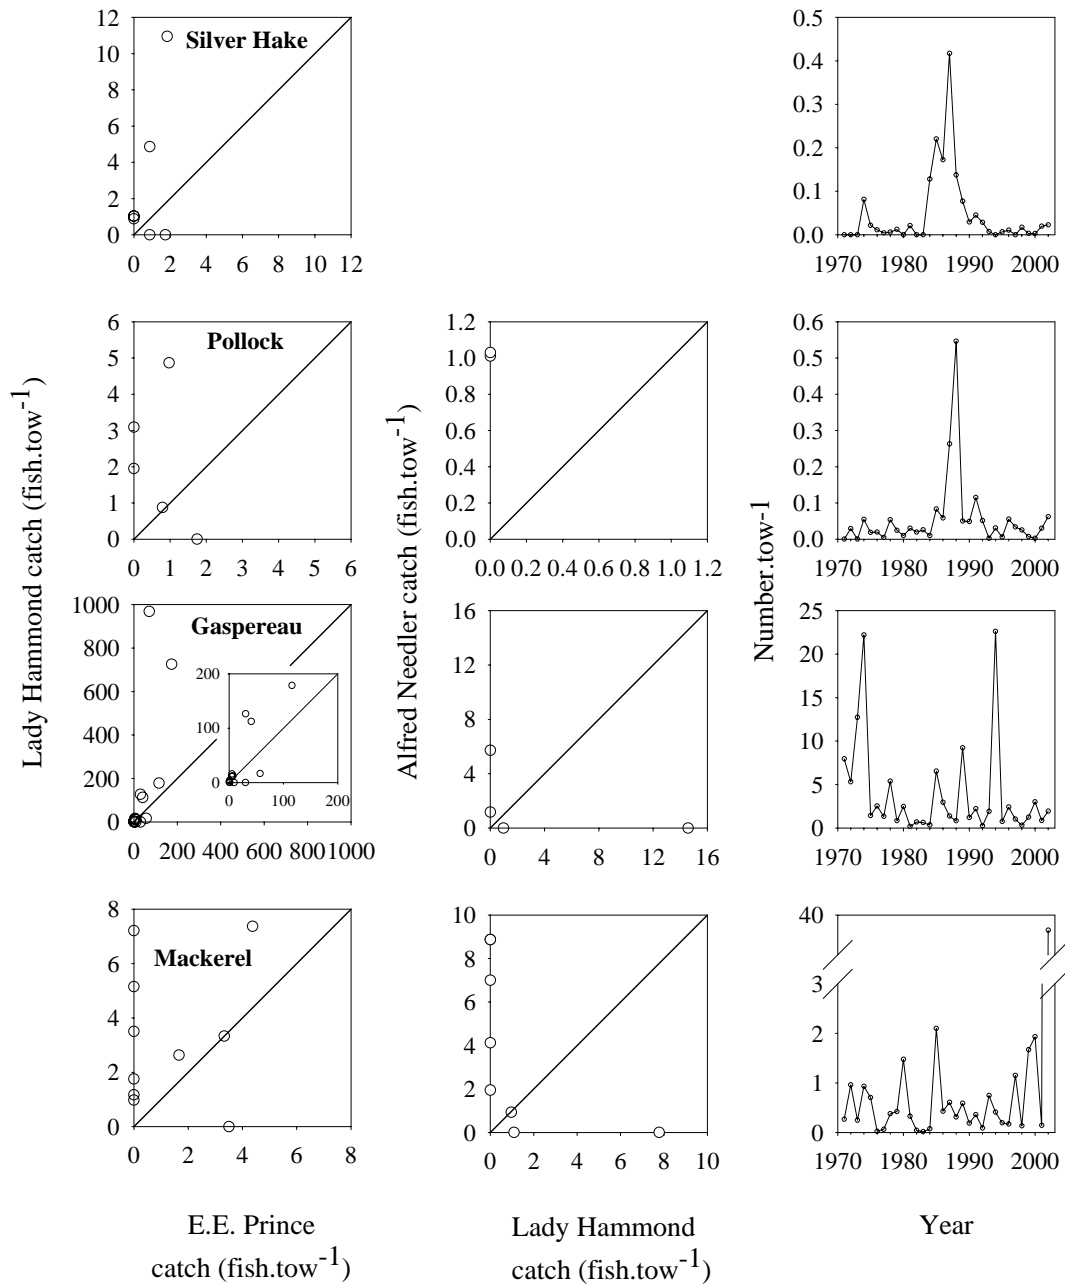 12
10
8
6
4
2
0
Silver Hake
0 2 4 6 8 10 12
0.5
0.4
0.3
0.2
0.1
0.0
1970 1980 1990 2000
6
5
4
3
2
1
0
Pollock
0 1 2 3 4 5 6
1.2
1.0
0.8
0.6
0.4
0.2
0.0
0.0 0.2 0.4 0.6 0.8 1.0 1.2
0.6
0.5
0.4
0.3
0.2
0.1
0.0
1970 1980 1990 2000
1000
800
600
400
200
0
Gaspereau
200
100
0
0 100 200
0 200 400 600 800 1000
16
12
8
4
0
0 4 8 12 16
25
20
15
10
5
0
1970 1980 1990 2000
8
6
4
2
0
Mackerel
0 2 4 6 8
10
8
6
4
2
0
0 2 4 6 8 10
40
3
2
1
0
1970 1980 1990 2000
Lady Hammond catch (fish.tow-1)
Alfred Needler catch (fish.tow-1)
Number.tow-1
E.E. Prince
catch (fish.tow-1)
Lady Hammond
catch (fish.tow-1)
Year